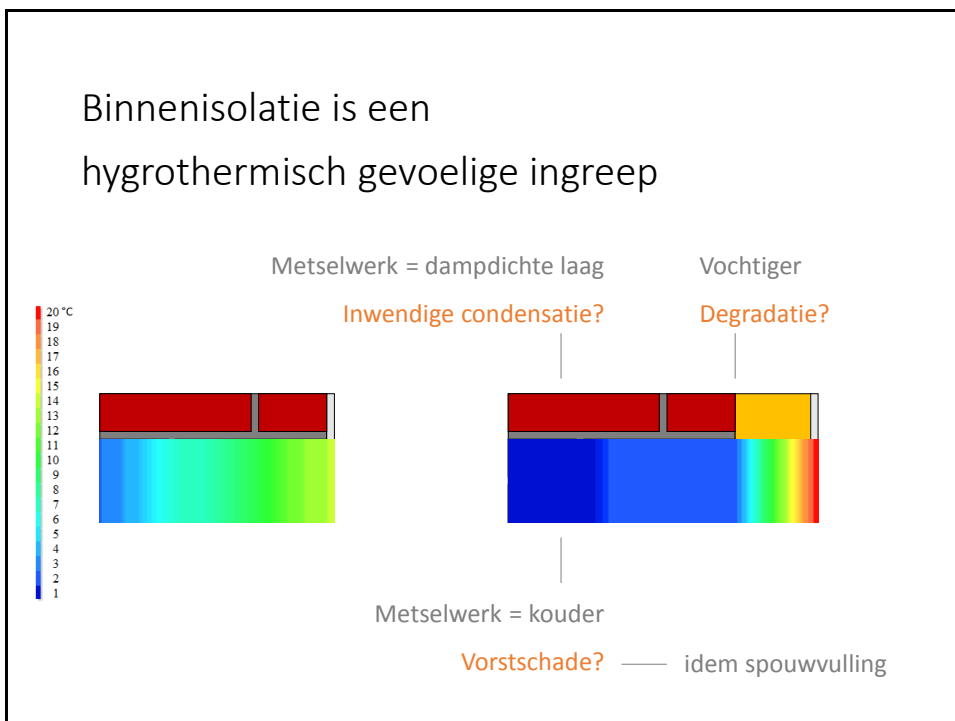 Binnenisolatie is een
hygrothermisch gevoelige ingreep
Metselwerk = dampdichte laag
Inwendige condensatie?
Vochtiger
Degradatie?
20 °C
19
18
17
16
15
14
13
12
11
10
9
8
7
6
5
4
3
2
1
Metselwerk = kouder
Vorstschade?
idem spouwvulling